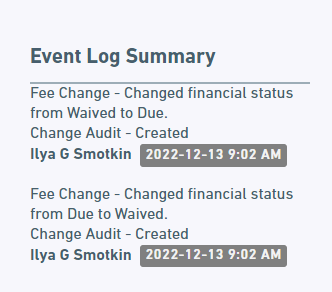 Event Log Summary
Fee Change - Changed financial status
from Waived to Due.
Change Audit - Created
Ilya G Smotkin 2022-12-13 9:02 AM
Fee Change - Changed financial status
from Due to Waived.
Change Audit - Created
Ilya G Smotkin 2022-12-13 9:02 AM